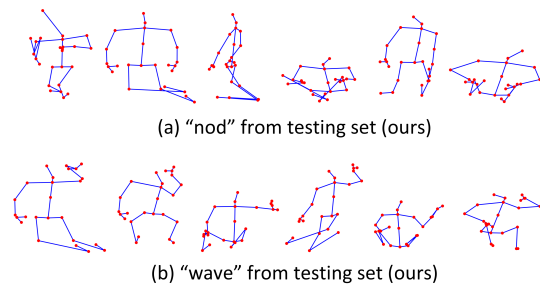 (a) “nod” from testing set (ours)
(b) “wave” from testing set (ours)